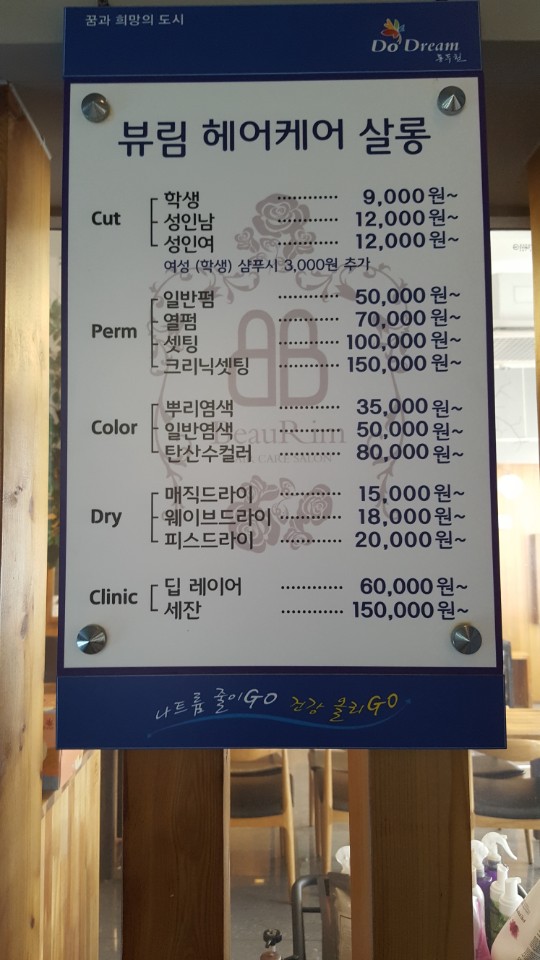 꿈과 희망의 도시
Do Dream
동두천
뷰림 헤어케어 살롱
Cut
학생 ············ 9,000원~
성인남 ············ 12,000원~
성인여 ············ 12,000원~
여성 (학생) 샴푸시 3,000원 추가
Perm
일반펌 ············ 50,000원~
열펌 ············ 70,000원~
셋팅 ············ 100,000원~
크리닉셋팅 ············ 150,000원~
Color
뿌리염색 ············ 35,000원~
일반염색 ············ 50,000원~
탄산수컬러 ············ 80,000원~
BeauRim
CARE SALON
Dry
매직드라이 ············ 15,000원~
웨이브드라이 ············ 18,000원~
피스드라이 ············ 20,000원~
Clinic
딥 레이어 ············ 60,000원~
세잔 ············ 150,000원~
나트륨 줄이GO 건강 올리GO